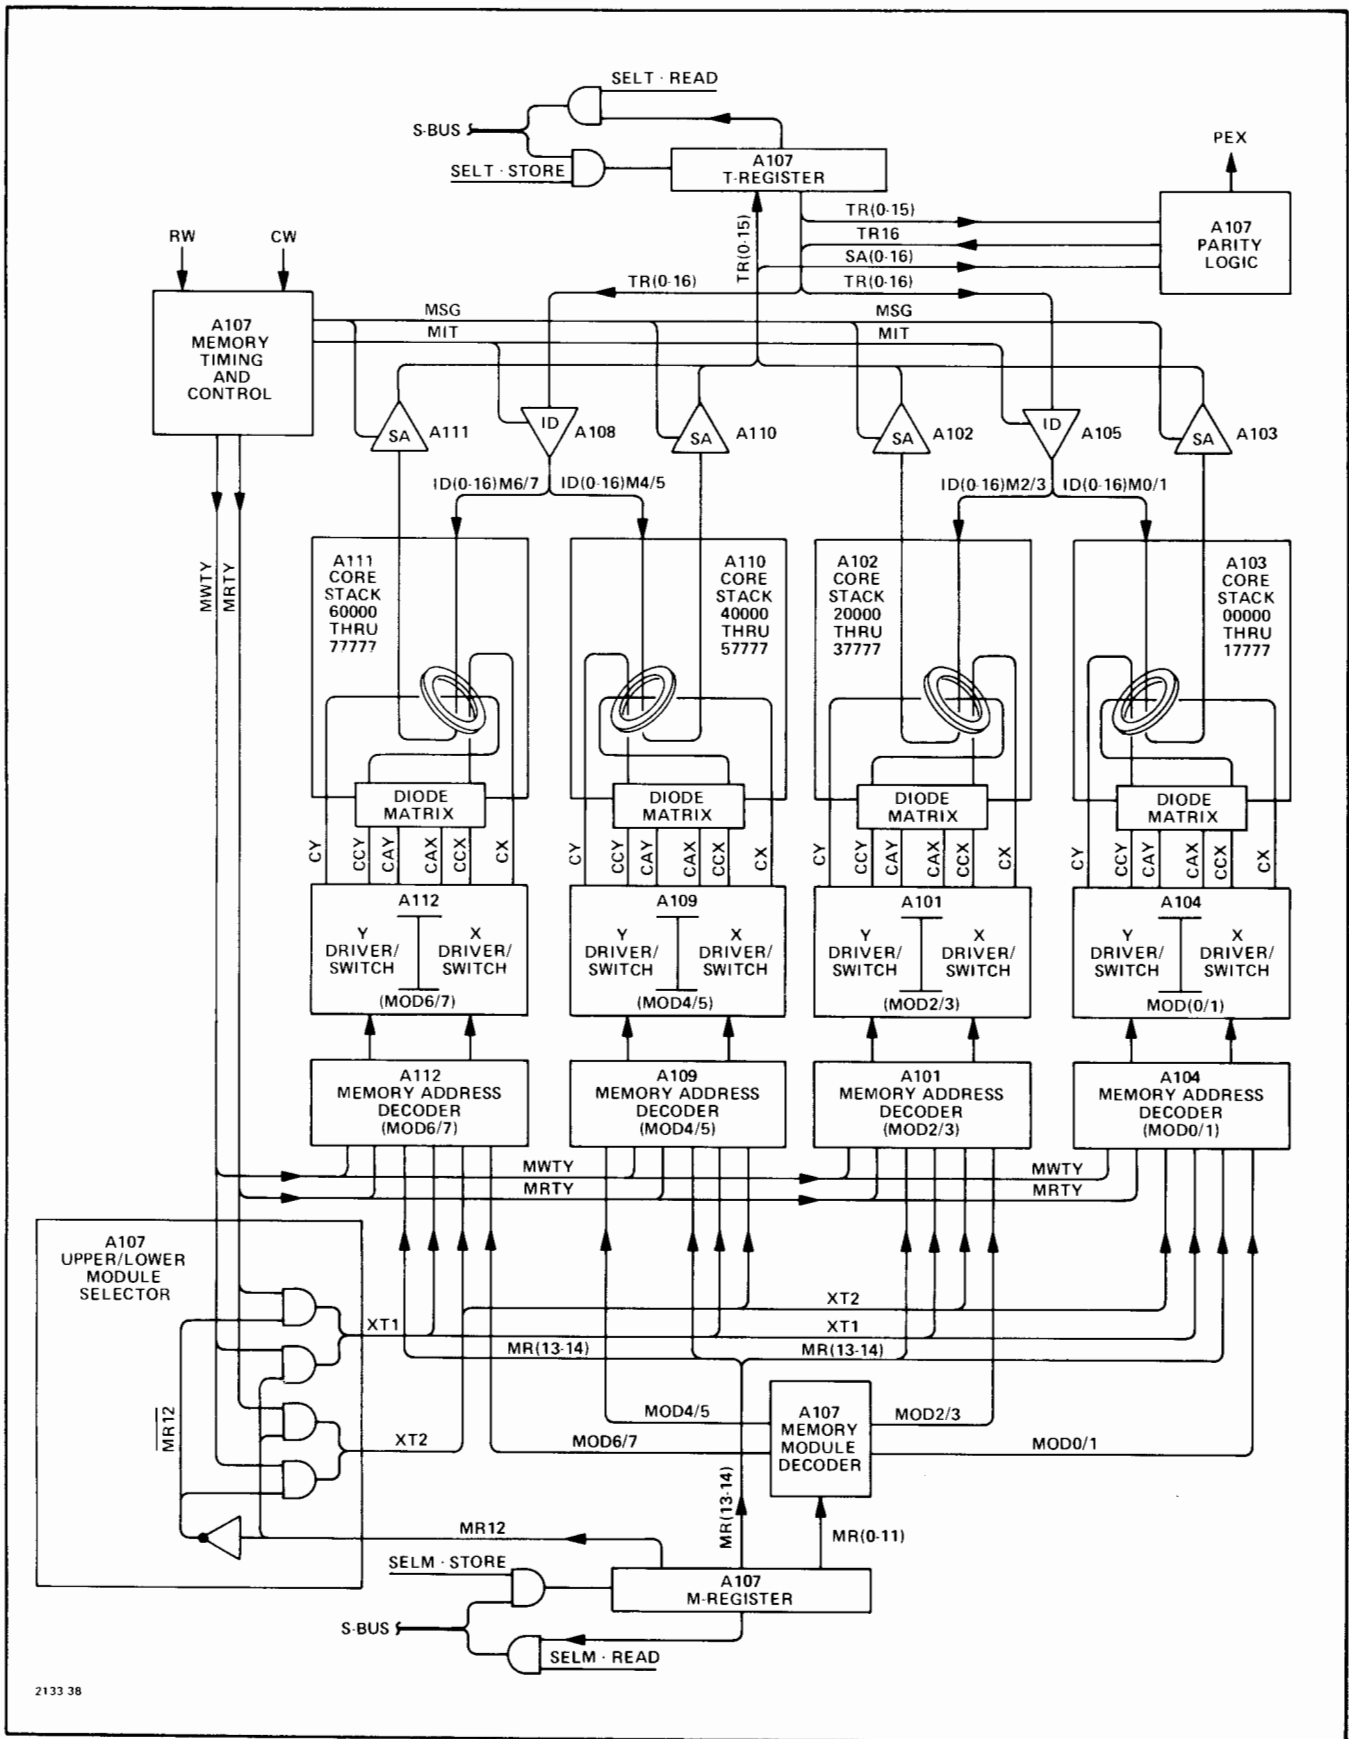 SELT · READ
S-BUS
SELT · STORE
A107
T-REGISTER
PEX
A107
PARITY
LOGIC
TR(0-15)
TR16
SA(0-16)
TR(0-16)
TR(0-15)
TR(0-16)
RW
CW
A107
MEMORY
TIMING
AND
CONTROL
MSG
MIT
MSG
MIT
SA
A111
ID
A108
SA
A110
SA
A102
ID
A105
SA
A103
ID(0-16)M6/7
ID(0-16)M4/5
ID(0-16)M2/3
ID(0-16)M0/1
MWTY
MRTY
A111
CORE
STACK
60000
THRU
77777
A110
CORE
STACK
40000
THRU
57777
A102
CORE
STACK
20000
THRU
37777
A103
CORE
STACK
00000
THRU
17777
DIODE
MATRIX
DIODE
MATRIX
DIODE
MATRIX
DIODE
MATRIX
CY
CCY
CAY
CAX
CCX
CX
CY
CCY
CAY
CAX
CCX
CX
CY
CCY
CAY
CAX
CCX
CX
CY
CCY
CAY
CAX
CCX
CX
A112
Y
DRIVER/
SWITCH
X
DRIVER/
SWITCH
(MOD6/7)
A109
Y
DRIVER/
SWITCH
X
DRIVER/
SWITCH
(MOD4/5)
A101
Y
DRIVER/
SWITCH
X
DRIVER/
SWITCH
(MOD2/3)
A104
Y
DRIVER/
SWITCH
X
DRIVER/
SWITCH
MOD(0/1)
A112
MEMORY ADDRESS
DECODER
(MOD6/7)
A109
MEMORY ADDRESS
DECODER
(MOD4/5)
A101
MEMORY ADDRESS
DECODER
(MOD2/3)
A104
MEMORY ADDRESS
DECODER
(MOD0/1)
MWTY
MRTY
MWTY
MRTY
A107
UPPER/LOWER
MODULE
SELECTOR
XT2
XT1
XT1
MR(13-14)
MR(13-14)
MR12
XT2
MOD4/5
MOD6/7
A107
MEMORY
MODULE
DECODER
MOD2/3
MOD0/1
MR(13-14)
MR(0-11)
MR12
SELM · STORE
A107
M-REGISTER
S-BUS
SELM · READ
2133 38